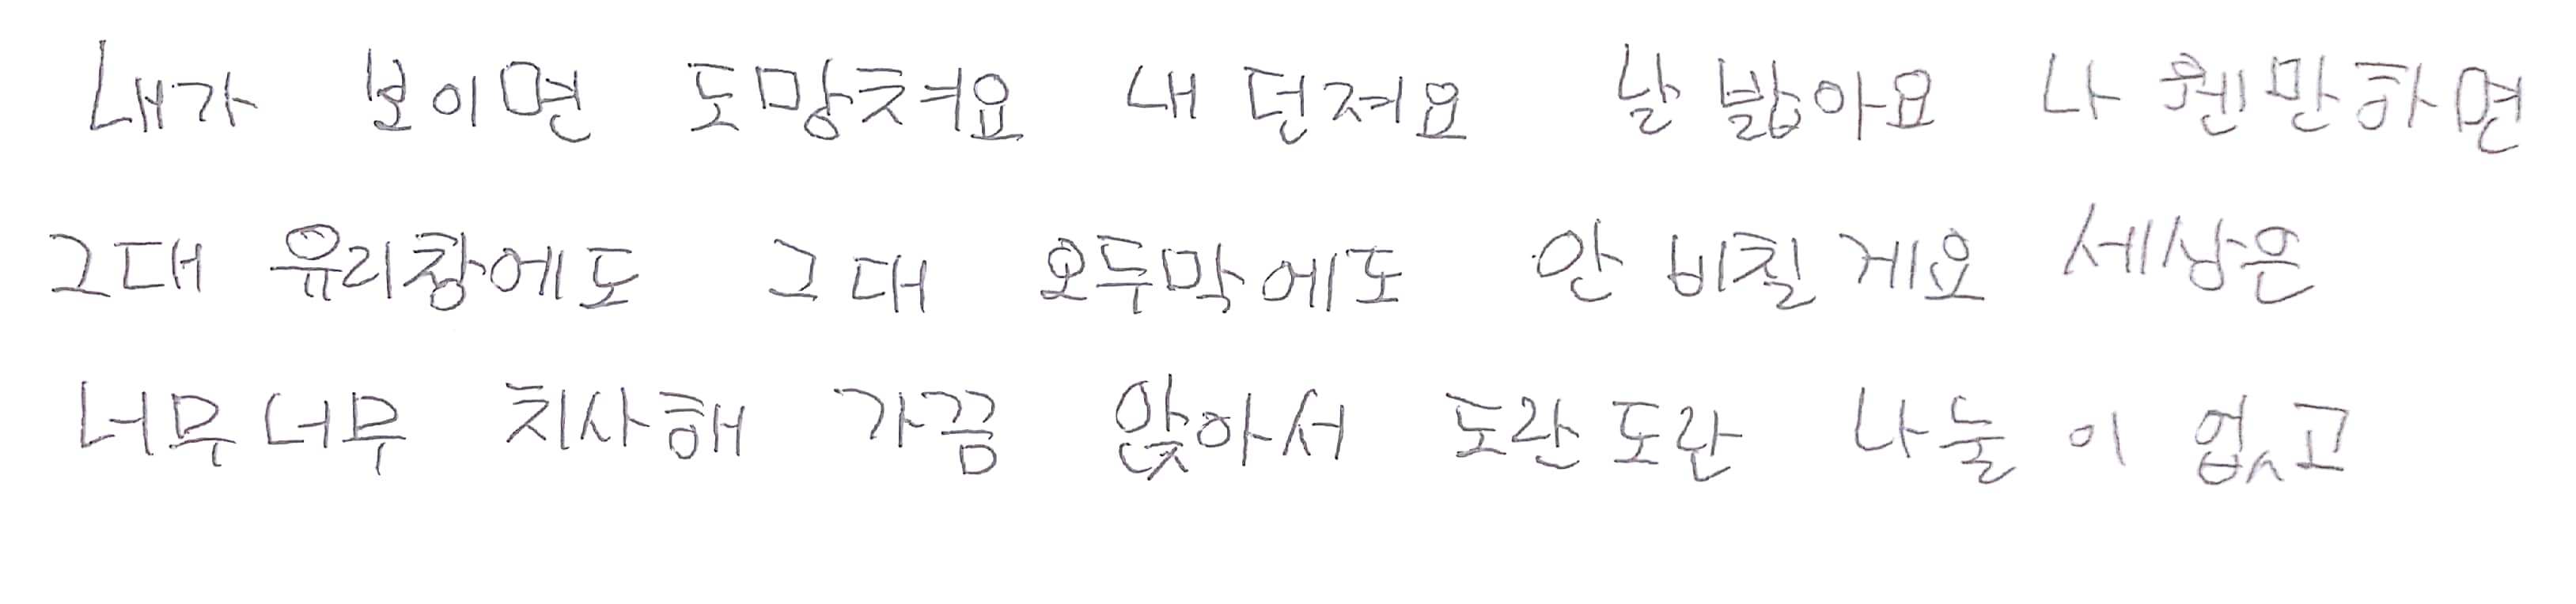 내가 보이면 도망쳐요 내 던져요 날 밟아요 나 웬만하면
그대 유리창에도 그대 오두막에도 안 비칠게요 세상은
너무너무 치사해 가끔 앉아서 도란도란 나눌 이 없고